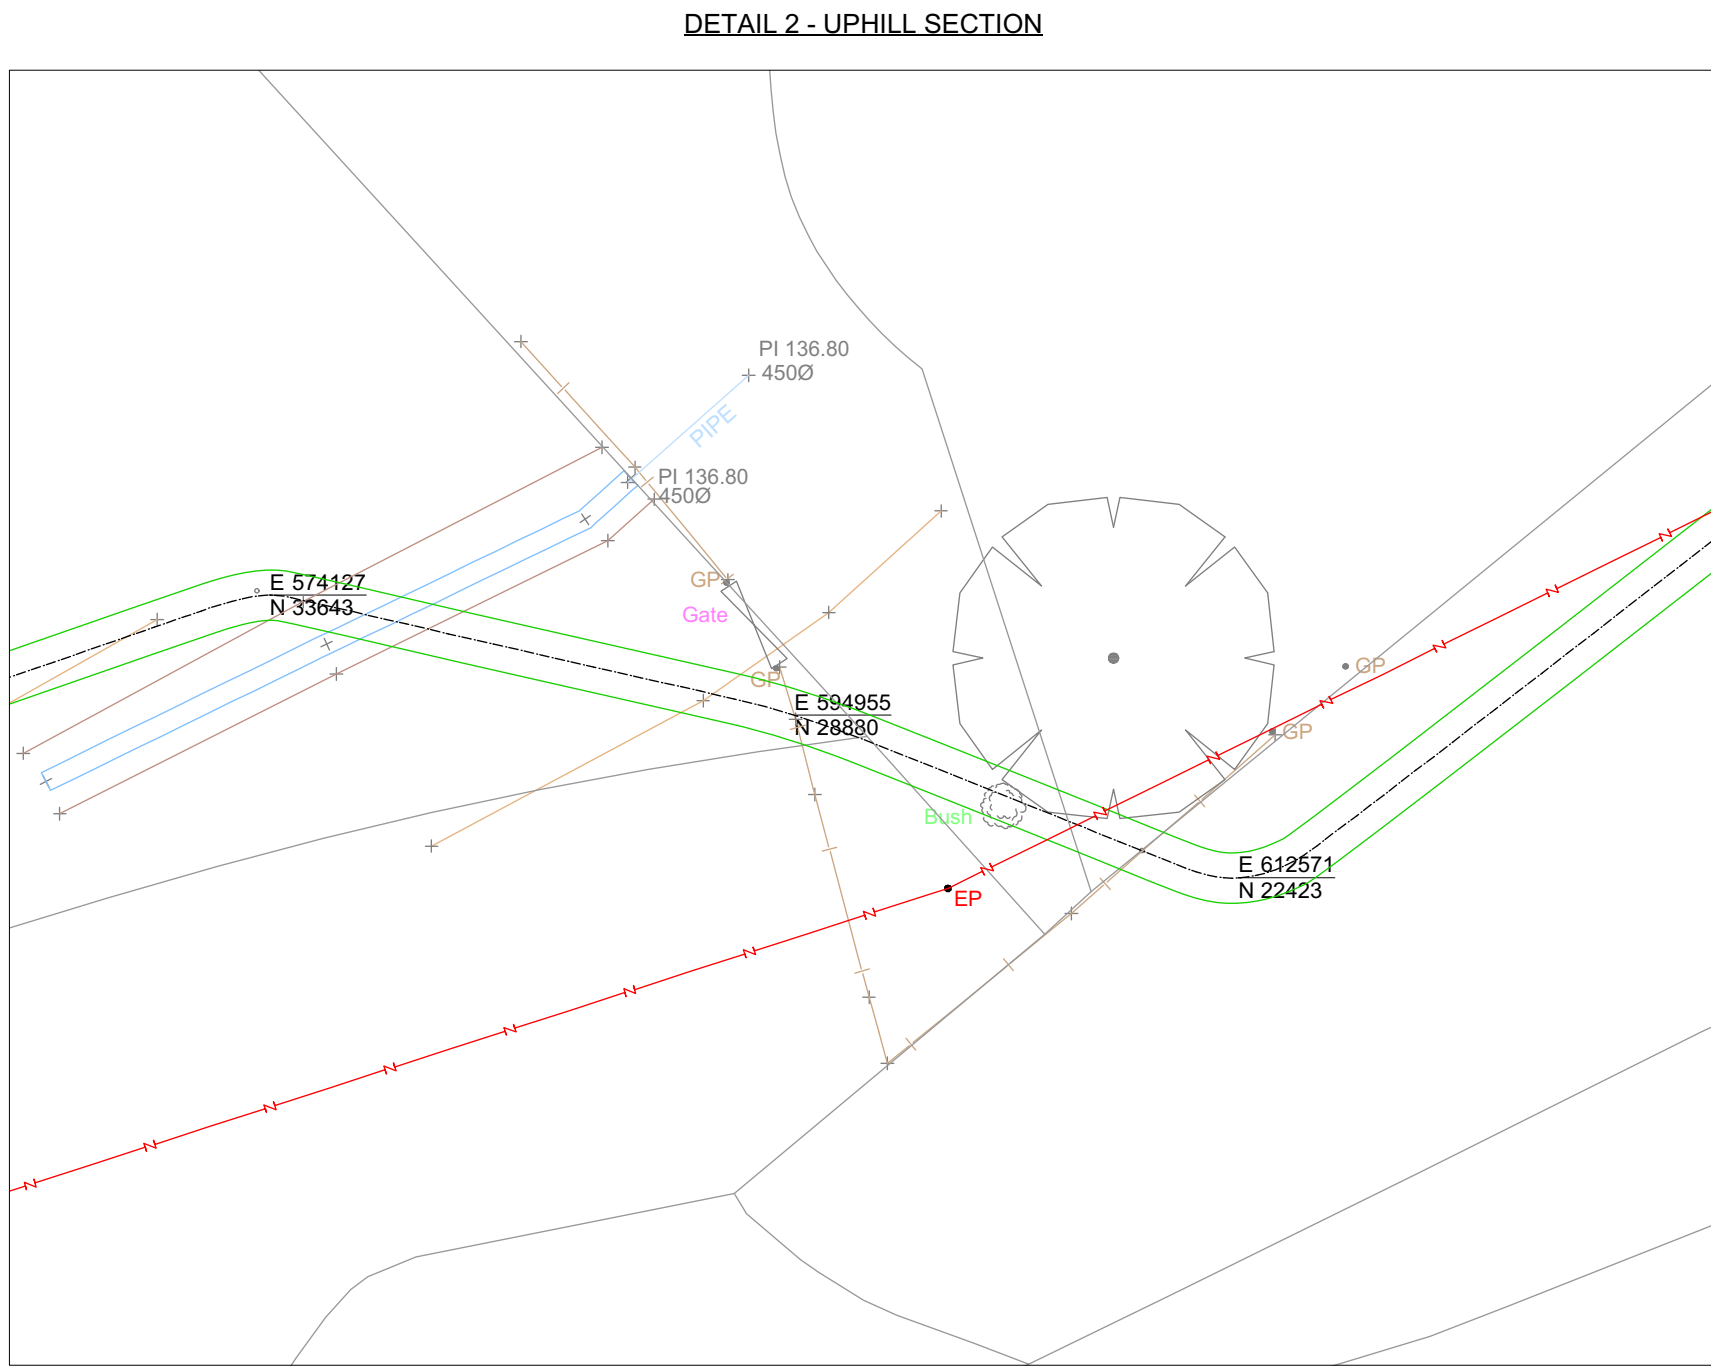 DETAIL 2 - UPHILL SECTION
PI 136.80
450Ø
PIPE
PI 136.80
450Ø
GP
E 574127
N 33643
Gate
GP
GP
E 594955
N 28880
GP
Bush
E 612571
N 22423
EP